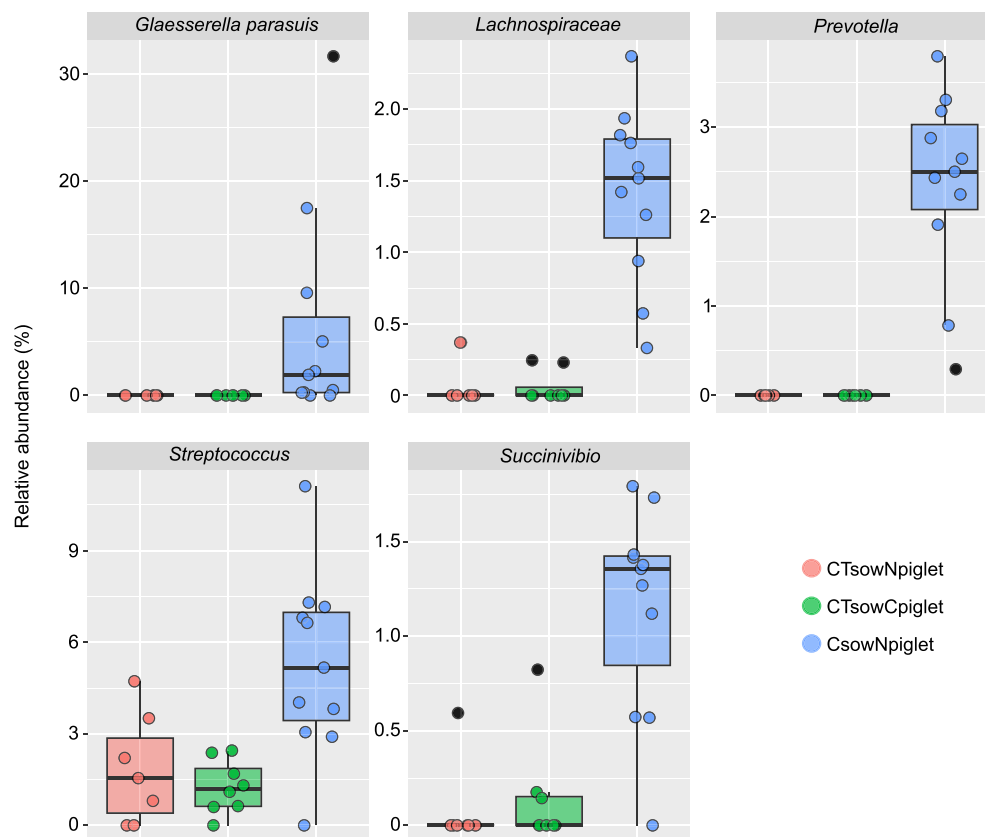 Glaesserella parasuis
Lachnospiraceae
Prevotella
30
20
10
0
2.0
1.5
1.0
0.5
0
3
2
1
0
Relative abundance (%)
Streptococcus
Succinivibio
9
6
3
0
1.5
1.0
0.5
0
CTsowNpiglet
CTsowCpiglet
CsowNpiglet